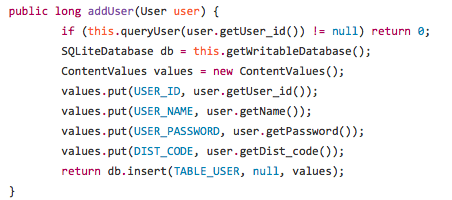 public long addUser(User user) {
if (this.queryUser(user.getUser_id()) != null) return 0;
SQLiteDatabase db = this.getWritableDatabase();
ContentValues values = new ContentValues();
values.put(USER_ID, user.getUser_id());
values.put(USER_NAME, user.getName());
values.put(USER_PASSWORD, user.getPassword());
values.put(DIST_CODE, user.getDist_code());
return db.insert(TABLE_USER, null, values);
}